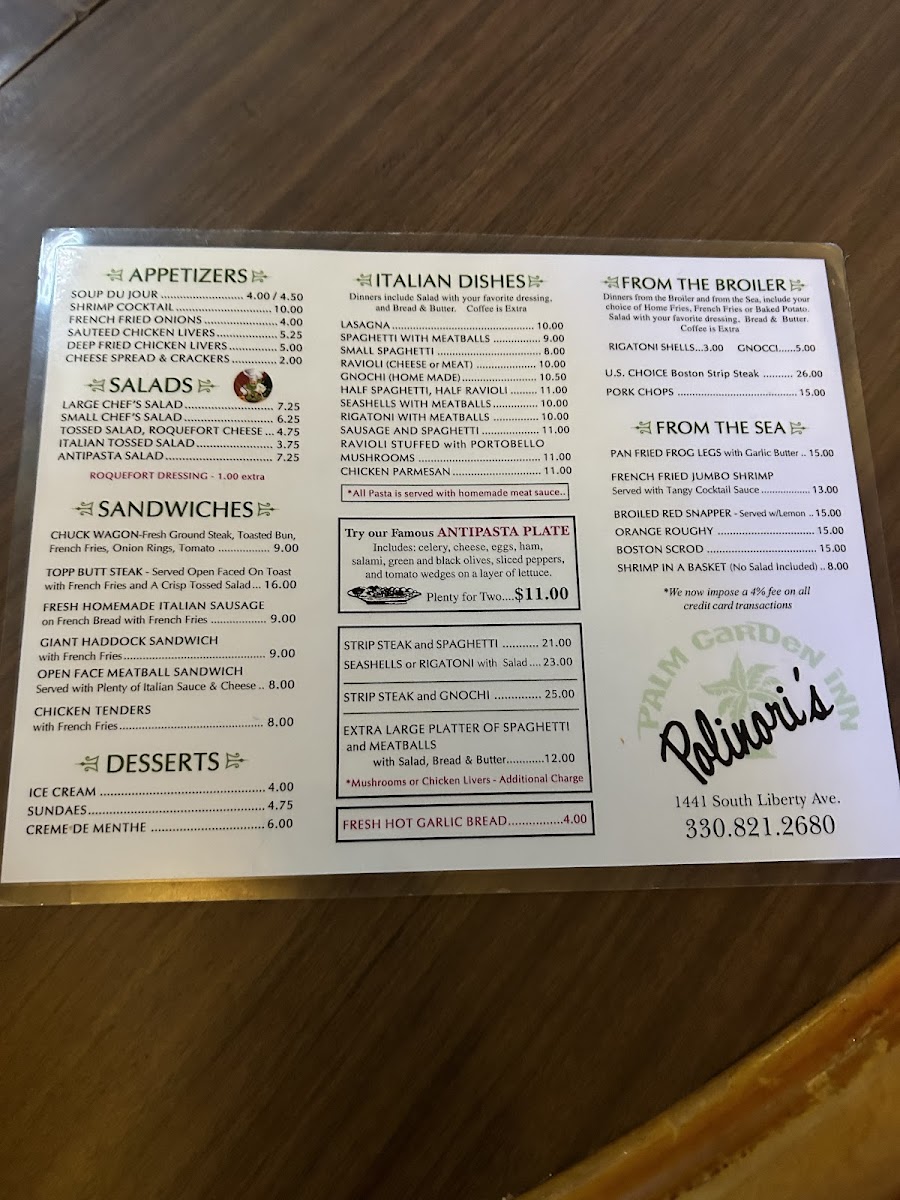 APPETIZERS
SOUP DU JOUR ........................ 4.00 / 4.50
SHRIMP COCKTAIL ............................ 10.00
FRENCH FRIED ONIONS ...................... 4.00
SAUTEED CHICKEN LIVERS .................. 5.25
DEEP FRIED CHICKEN LIVERS ............... 5.00
CHEESE SPREAD & CRACKERS .............. 2.00
SALADS
LARGE CHEF'S SALAD ......................... 7.25
SMALL CHEF'S SALAD ......................... 6.25
TOSSED SALAD, ROQUEFORT CHEESE ... 4.75
ITALIAN TOSSED SALAD ...................... 3.75
ANTIPASTA SALAD ............................. 7.25
ROQUEFORT DRESSING - 1.00 extra
SANDWICHES
CHUCK WAGON-Fresh Ground Steak, Toasted Bun,
French Fries, Onion Rings, Tomato .................. 9.00
TOPP BUTT STEAK - Served Open Faced On Toast
with French Fries and A Crisp Tossed Salad... 16.00
FRESH HOMEMADE ITALIAN SAUSAGE
on French Bread with French Fries .................... 9.00
GIANT HADDOCK SANDWICH
with French Fries ............................................. 9.00
OPEN FACE MEATBALL SANDWICH
Served with Plenty of Italian Sauce & Cheese .. 8.00
CHICKEN TENDERS
with French Fries ............................................. 8.00
DESSERTS
ICE CREAM ........................................ 4.00
SUNDAES ........................................... 4.75
CREME DE MENTHE ............................ 6.00
ITALIAN DISHES
Dinners include Salad with your favorite dressing,
and Bread & Butter. Coffee is Extra
LASAGNA ....................................... 10.00
SPAGHETTI WITH MEATBALLS .............. 9.00
SMALL SPAGHETTI ............................ 8.00
RAVIOLI (CHEESE or MEAT) ................. 10.00
GNOCHI (HOME MADE) ...................... 10.50
HALF SPAGHETTI, HALF RAVIOLI ........ 11.00
SEASHELLS WITH MEATBALLS .............. 10.00
RIGATONI WITH MEATBALLS .............. 10.00
SAUSAGE AND SPAGHETTI ................. 11.00
RAVIOLI STUFFED with PORTOBELLO
MUSHROOMS .................................. 11.00
CHICKEN PARMESAN ......................... 11.00
*All Pasta is served with homemade meat sauce..
Try our Famous ANTIPASTA PLATE
Includes: celery, cheese, eggs, ham,
salami, green and black olives, sliced peppers,
and tomato wedges on a layer of lettuce.
Plenty for Two....$11.00
STRIP STEAK and SPAGHETTI ........... 21.00
SEASHELLS or RIGATONI with Salad .... 23.00
STRIP STEAK and GNOCHI .............. 25.00
EXTRA LARGE PLATTER OF SPAGHETTI
and MEATBALLS
with Salad, Bread & Butter...........12.00
*Mushrooms or Chicken Livers - Additional Charge
FRESH HOT GARLIC BREAD................4.00
FROM THE BROILER
Dinners from the Broiler and from the Sea, include your
choice of Home Fries, French Fries or Baked Potato.
Salad with your favorite dressing, Bread & Butter.
Coffee is Extra
RIGATONI SHELLS...3.00 GNOCCI.....5.00
U.S. CHOICE Boston Strip Steak .......... 26.00
PORK CHOPS .................................. 15.00
FROM THE SEA
PAN FRIED FROG LEGS with Garlic Butter .. 15.00
FRENCH FRIED JUMBO SHRIMP
Served with Tangy Cocktail Sauce ................ 13.00
BROILED RED SNAPPER - Served w/Lemon .. 15.00
ORANGE ROUGHY .............................. 15.00
BOSTON SCROD ................................ 15.00
SHRIMP IN A BASKET (No Salad included) .. 8.00
*We now impose a 4% fee on all
credit card transactions
PALM GARDEN INN
Polinori's
1441 South Liberty Ave.
330.821.2680